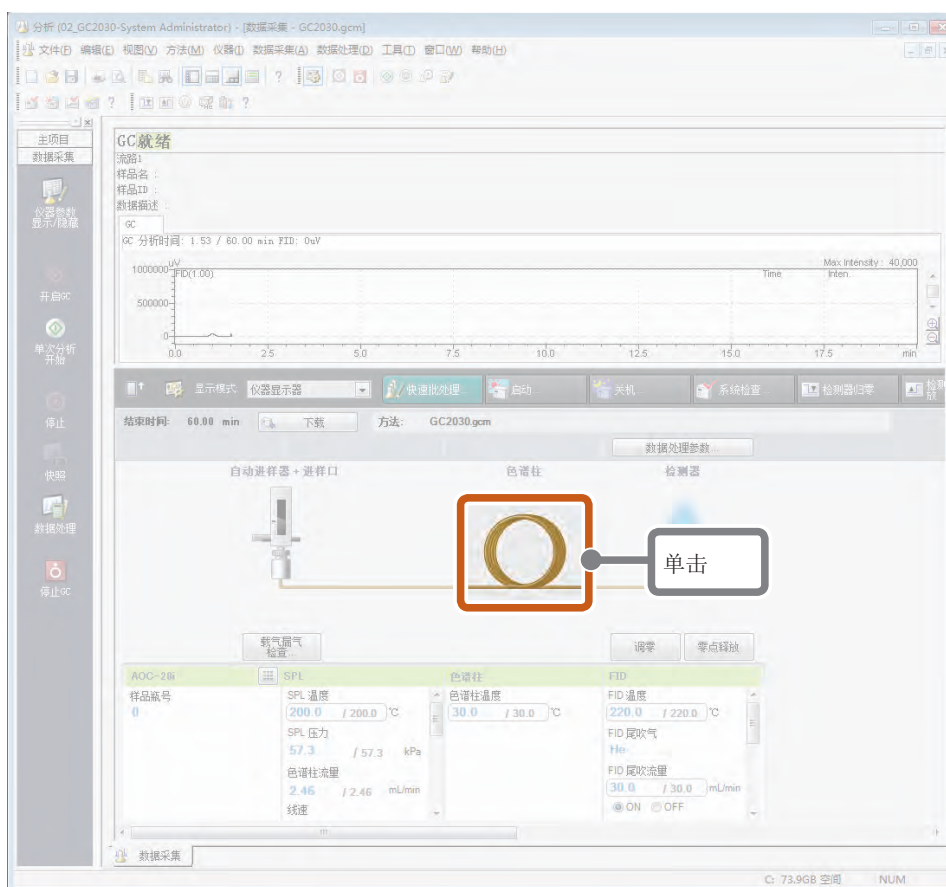 分析 (02_GC2030-System Administrator) - [数据采集 - GC2030.gcm]
文件(F) 编辑(E) 视图(V) 方法(M) 仪器(I) 数据采集(A) 数据处理(D) 工具(T) 窗口(W) 帮助(H)
主项目
数据采集
仪器参数
显示/隐藏
开启GC
单次分析
开始
停止
快照
数据处理
停止GC
GC就绪
流路1
样品名 :
样品ID :
数据描述 :
GC
GC 分析时间: 1.53 / 60.00 min FID: 0uV
uV
Max Intensity : 40,000
1000000 FID(1.00)
Time Inten.
500000
0
0.0 2.5 5.0 7.5 10.0 12.5 15.0 17.5 min
显示模式 仪器显示器 快速批处理 启动... 关机... 系统检查... 检测器归零
结束时间: 60.00 min 下载 方法: GC2030.gcm
数据处理参数...
自动进样器 + 进样口 色谱柱 检测器
单击
载气漏气
检查...
调零 零点释放
AOC-20i SPL 色谱柱 FID
样品瓶号
0
SPL 温度
200.0 / 200.0 ℃
SPL 压力
57.3 / 57.3 kPa
色谱柱流量
2.46 / 2.46 mL/min
线速
色谱柱温度
30.0 / 30.0 ℃
FID 温度
220.0 / 220.0 ℃
FID 尾吹气
He
FID 尾吹流量
30.0 / 30.0 mL/min
ON OFF
数据采集
C: 73.9GB 空间 NUM